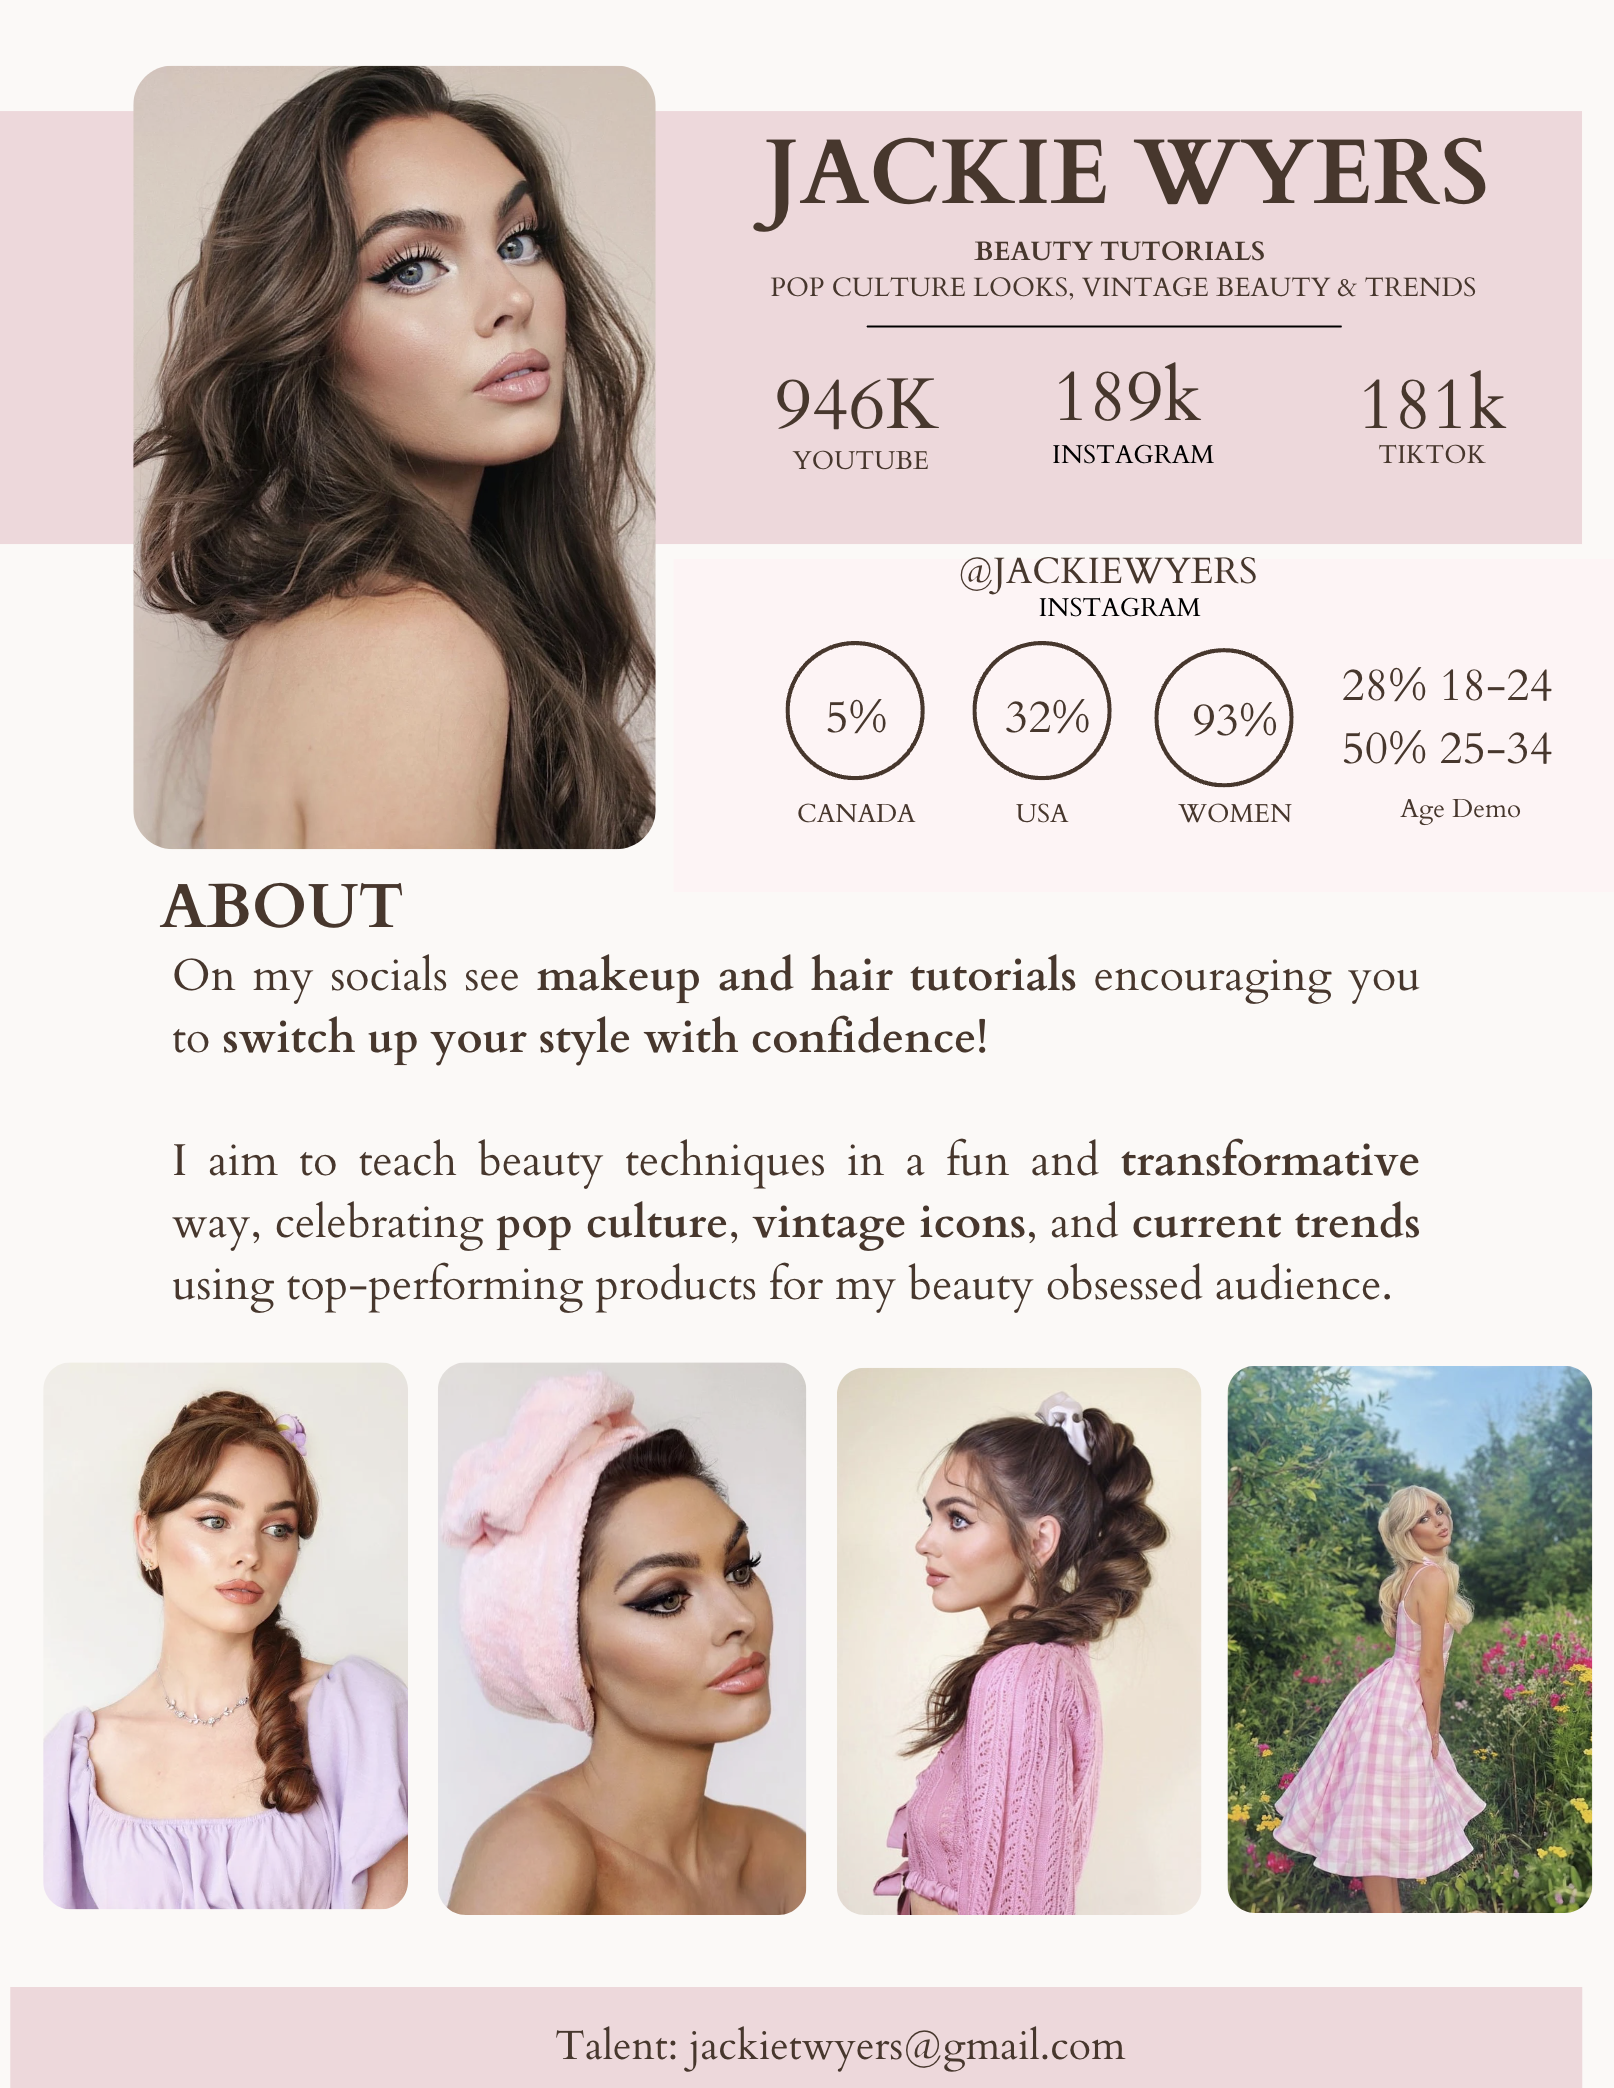 JACKIE WYERS
BEAUTY TUTORIALS
POP CULTURE LOOKS, VINTAGE BEAUTY & TRENDS
946K 189k 181k
YOUTUBE INSTAGRAM TIKTOK
@JACKIEWYERS
INSTAGRAM
5% 32% 93% 28% 18-24
50% 25-34
CANADA USA WOMEN Age Demo
ABOUT
On my socials see makeup and hair tutorials encouraging you
to switch up your style with confidence!
I aim to teach beauty techniques in a fun and transformative
way, celebrating pop culture, vintage icons, and current trends
using top-performing products for my beauty obsessed audience.
Talent: jackietwyers@gmail.com